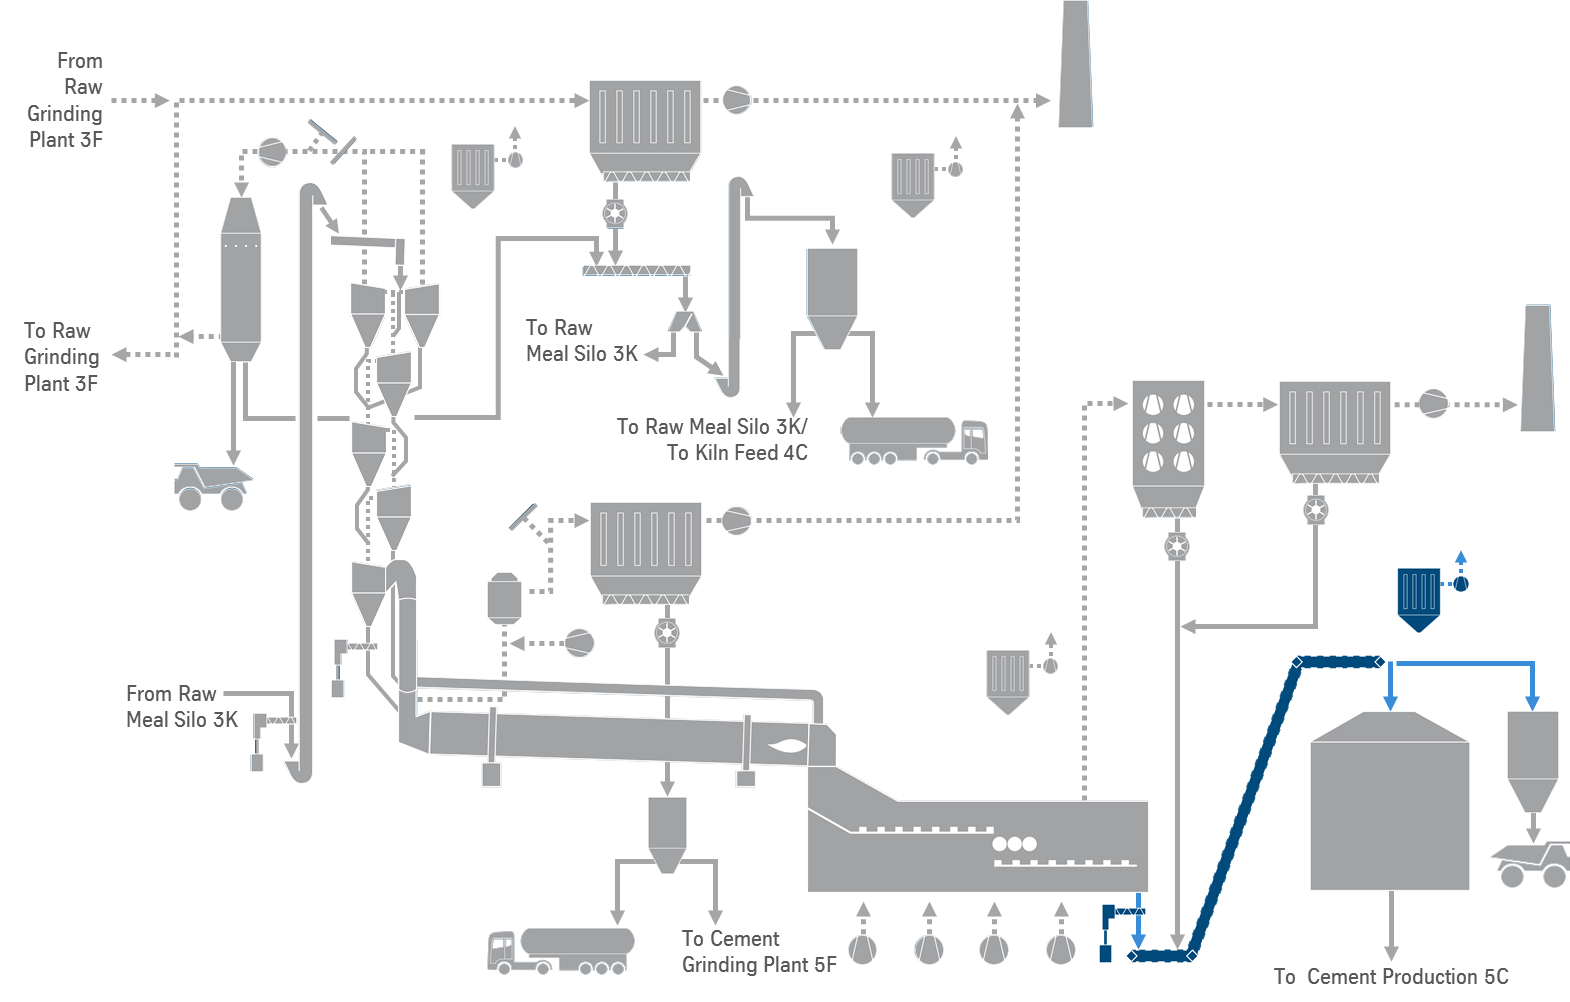 From
Raw
Grinding
Plant 3F
To Raw
Grinding
Plant 3F
To Raw
Meal Silo 3K
To Raw Meal Silo 3K/
To Kiln Feed 4C
From Raw
Meal Silo 3K
To Cement
Grinding Plant 5F
To Cement Production 5C